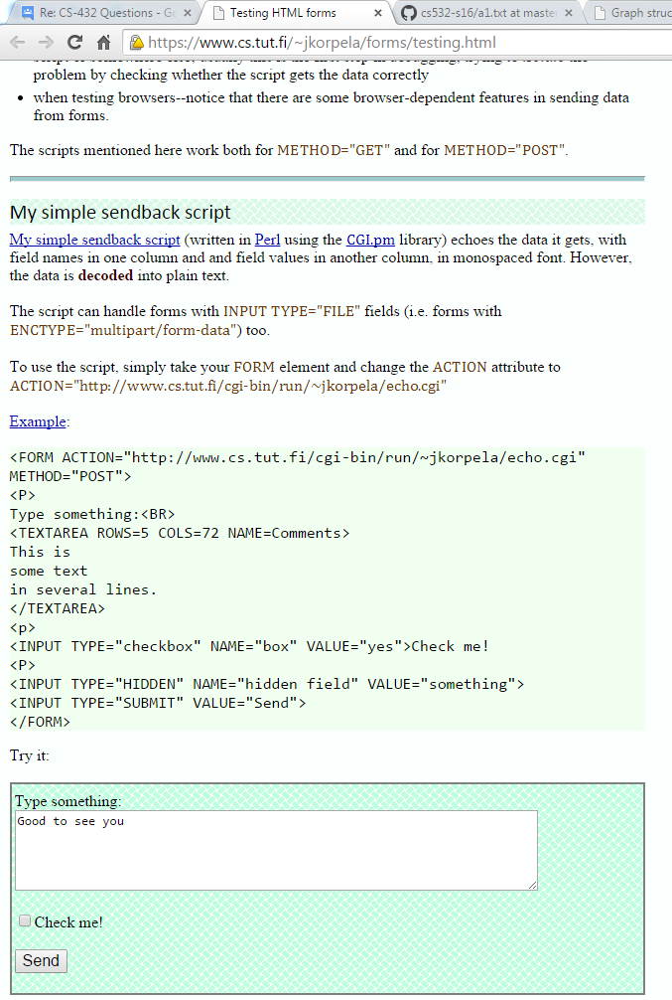 Re: CS-432 Questions - Go
Testing HTML forms
cs532-s16/a1.txt at master
Graph struc
https://www.cs.tut.fi/~jkorpela/forms/testing.html
problem by checking whether the script gets the data correctly
when testing browsers--notice that there are some browser-dependent features in sending data
from forms.
The scripts mentioned here work both for METHOD="GET" and for METHOD="POST".
My simple sendback script
My simple sendback script (written in Perl using the CGI.pm library) echoes the data it gets, with
field names in one column and and field values in another column, in monospaced font. However,
the data is decoded into plain text.
The script can handle forms with INPUT TYPE="FILE" fields (i.e. forms with
ENCTYPE="multipart/form-data") too.
To use the script, simply take your FORM element and change the ACTION attribute to
ACTION="http://www.cs.tut.fi/cgi-bin/run/~jkorpela/echo.cgi"
Example:
<FORM ACTION="http://www.cs.tut.fi/cgi-bin/run/~jkorpela/echo.cgi"
METHOD="POST">
<P>
Type something:<BR>
<TEXTAREA ROWS=5 COLS=72 NAME=Comments>
This is
some text
in several lines.
</TEXTAREA>
<p>
<INPUT TYPE="checkbox" NAME="box" VALUE="yes">Check me!
<P>
<INPUT TYPE="HIDDEN" NAME="hidden field" VALUE="something">
<INPUT TYPE="SUBMIT" VALUE="Send">
</FORM>
Try it:
Type something:
Good to see you
Check me!
Send